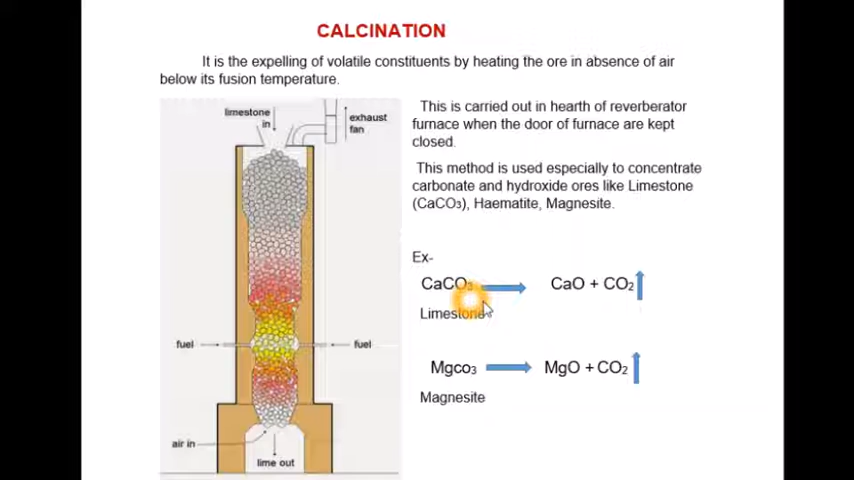 CALCINATION
It is the expelling of volatile constituents by heating the ore in absence of air
below its fusion temperature.
limestone
in
exhaust
fan
This is carried out in hearth of reverberator
furnace when the door of furnace are kept
closed.
This method is used especially to concentrate
carbonate and hydroxide ores like Limestone
(CaCO3), Haematite, Magnesite.
Ex-
CaCO3 CaO + CO2
Limestone
fuel
fuel
Mgco3 MgO + CO2
Magnesite
air in
lime out